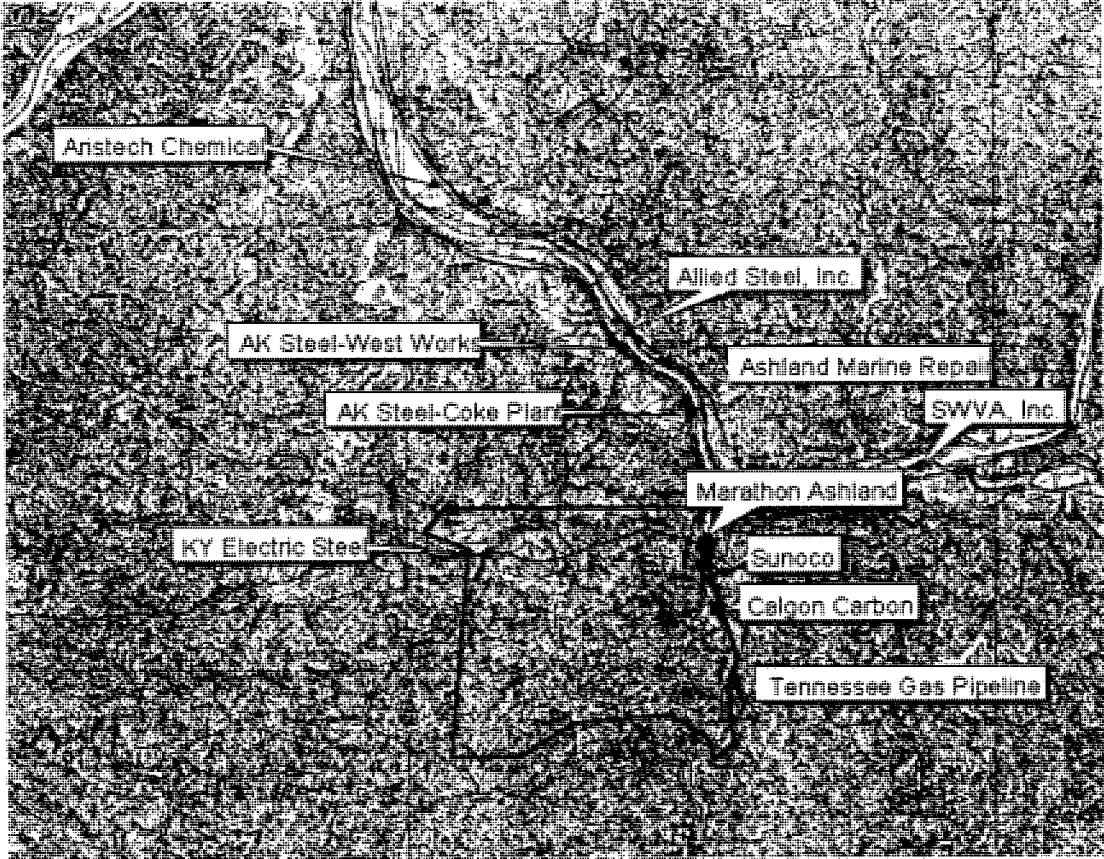 Aristech Chemical
Allied Steel, Inc
AK Steel-West Works
Ashland Marine Repair
AK Steel-Coke Plant
SWVA, Inc.
Marathon Ashland
KY Electric Steel
Sunoco
Calgon Carbon
Tennessee Gas Pipeline